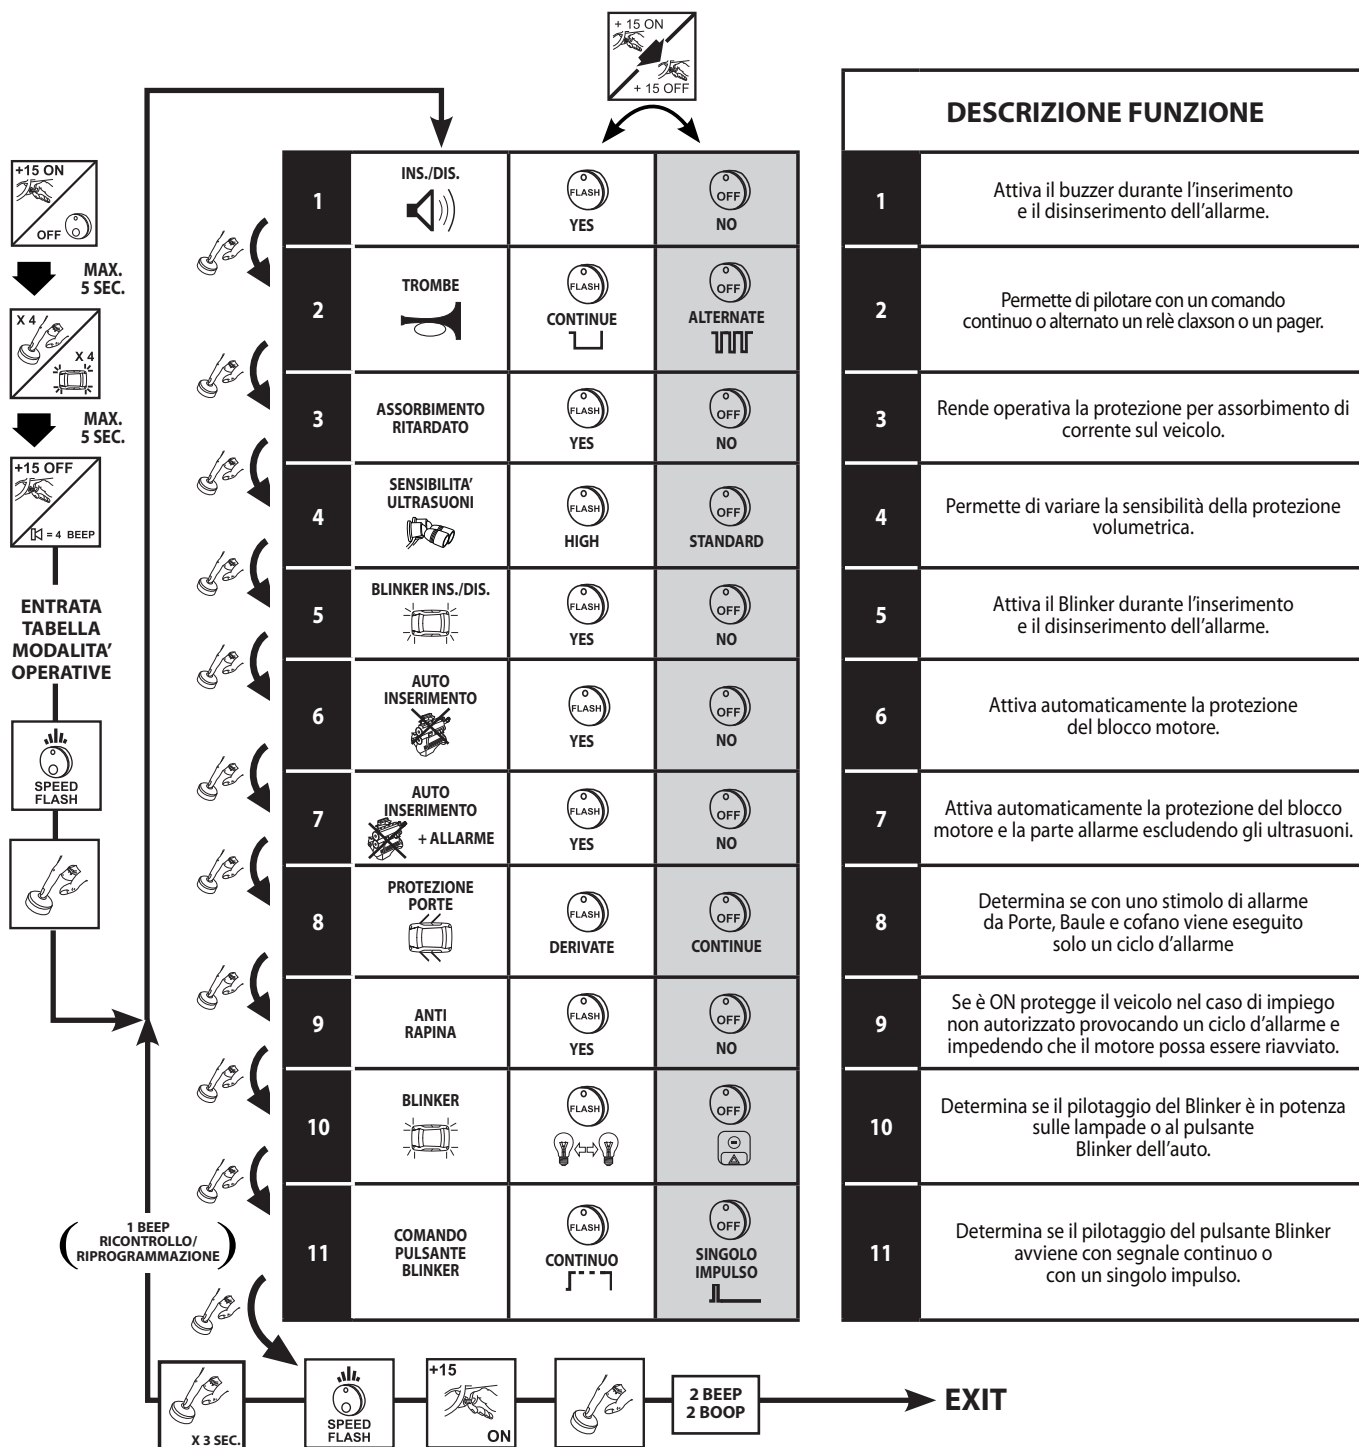 + 15 ON
+ 15 OFF
DESCRIZIONE FUNZIONE
+15 ON
OFF
MAX.
5 SEC.
X 4
X 4
MAX.
5 SEC.
+15 OFF
= 4 BEEP
ENTRATA
TABELLA
MODALITA'
OPERATIVE
SPEED
FLASH
1
INS./DIS.
FLASH
YES
OFF
NO
1
Attiva il buzzer durante l'inserimento
e il disinserimento dell'allarme.
2
TROMBE
FLASH
CONTINUE
OFF
ALTERNATE
2
Permette di pilotare con un comando
continuo o alternato un relè claxson o un pager.
3
ASSORBIMENTO
RITARDATO
FLASH
YES
OFF
NO
3
Rende operativa la protezione per assorbimento di
corrente sul veicolo.
4
SENSIBILITA'
ULTRASUONI
FLASH
HIGH
OFF
STANDARD
4
Permette di variare la sensibilità della protezione
volumetrica.
5
BLINKER INS./DIS.
FLASH
YES
OFF
NO
5
Attiva il Blinker durante l'inserimento
e il disinserimento dell'allarme.
6
AUTO
INSERIMENTO
FLASH
YES
OFF
NO
6
Attiva automaticamente la protezione
del blocco motore.
7
AUTO
INSERIMENTO
+ ALLARME
FLASH
YES
OFF
NO
7
Attiva automaticamente la protezione del blocco
motore e la parte allarme escludendo gli ultrasuoni.
8
PROTEZIONE
PORTE
FLASH
DERIVATE
OFF
CONTINUE
8
Determina se con uno stimolo di allarme
da Porte, Baule e cofano viene eseguito
solo un ciclo d'allarme
9
ANTI
RAPINA
FLASH
YES
OFF
NO
9
Se è ON protegge il veicolo nel caso di impiego
non autorizzato provocando un ciclo d'allarme e
impedendo che il motore possa essere riavviato.
10
BLINKER
FLASH
OFF
10
Determina se il pilotaggio del Blinker è in potenza
sulle lampade o al pulsante
Blinker dell'auto.
11
COMANDO
PULSANTE
BLINKER
FLASH
CONTINUO
OFF
SINGOLO
IMPULSO
11
Determina se il pilotaggio del pulsante Blinker
avviene con segnale continuo o
con un singolo impulso.
( 1 BEEP
RICONTROLLO/
RIPROGRAMMAZIONE )
X 3 SEC.
SPEED
FLASH
+15
ON
2 BEEP
2 BOOP
EXIT